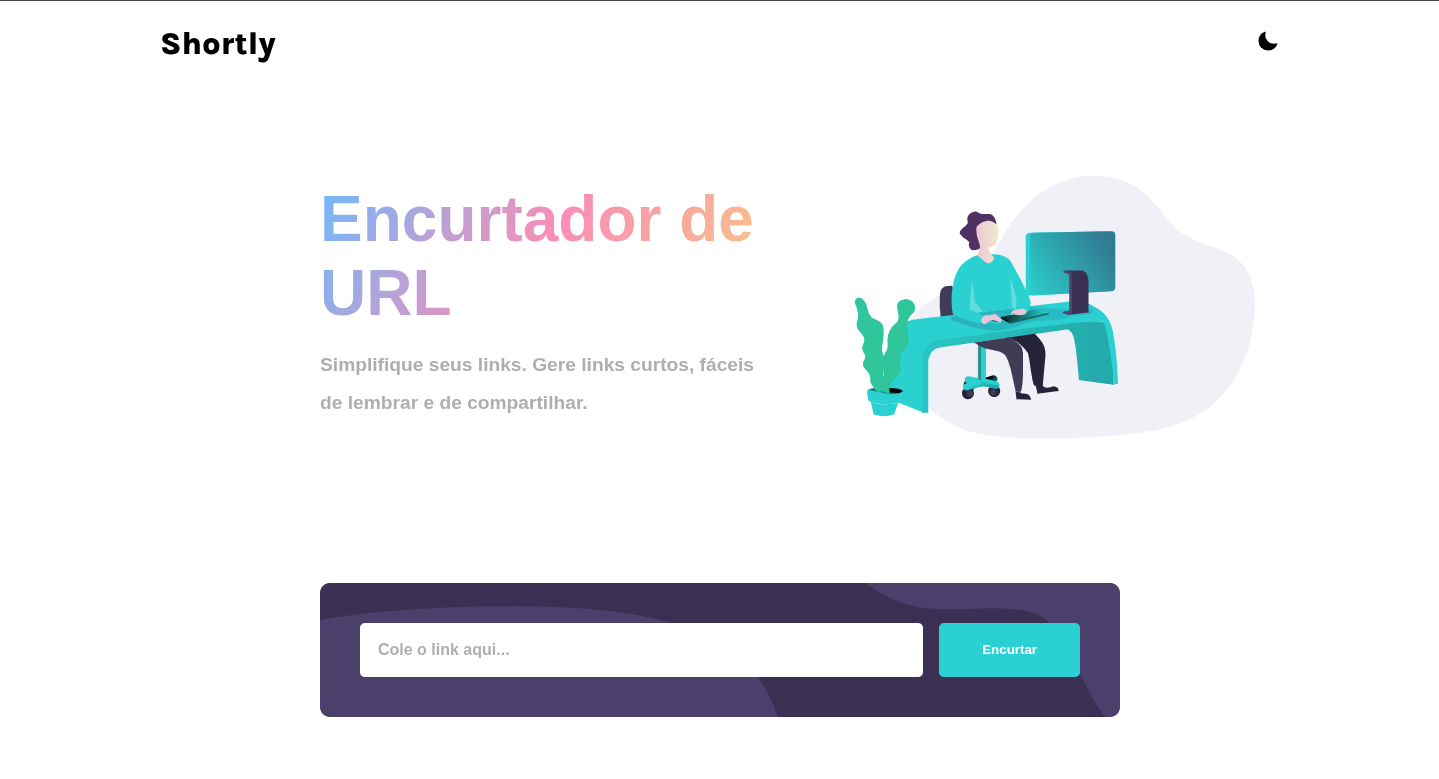 Shortly
Encurtador de
URL
Simplifique seus links. Gere links curtos, fáceis
de lembrar e de compartilhar.
Cole o link aqui...
Encurtar